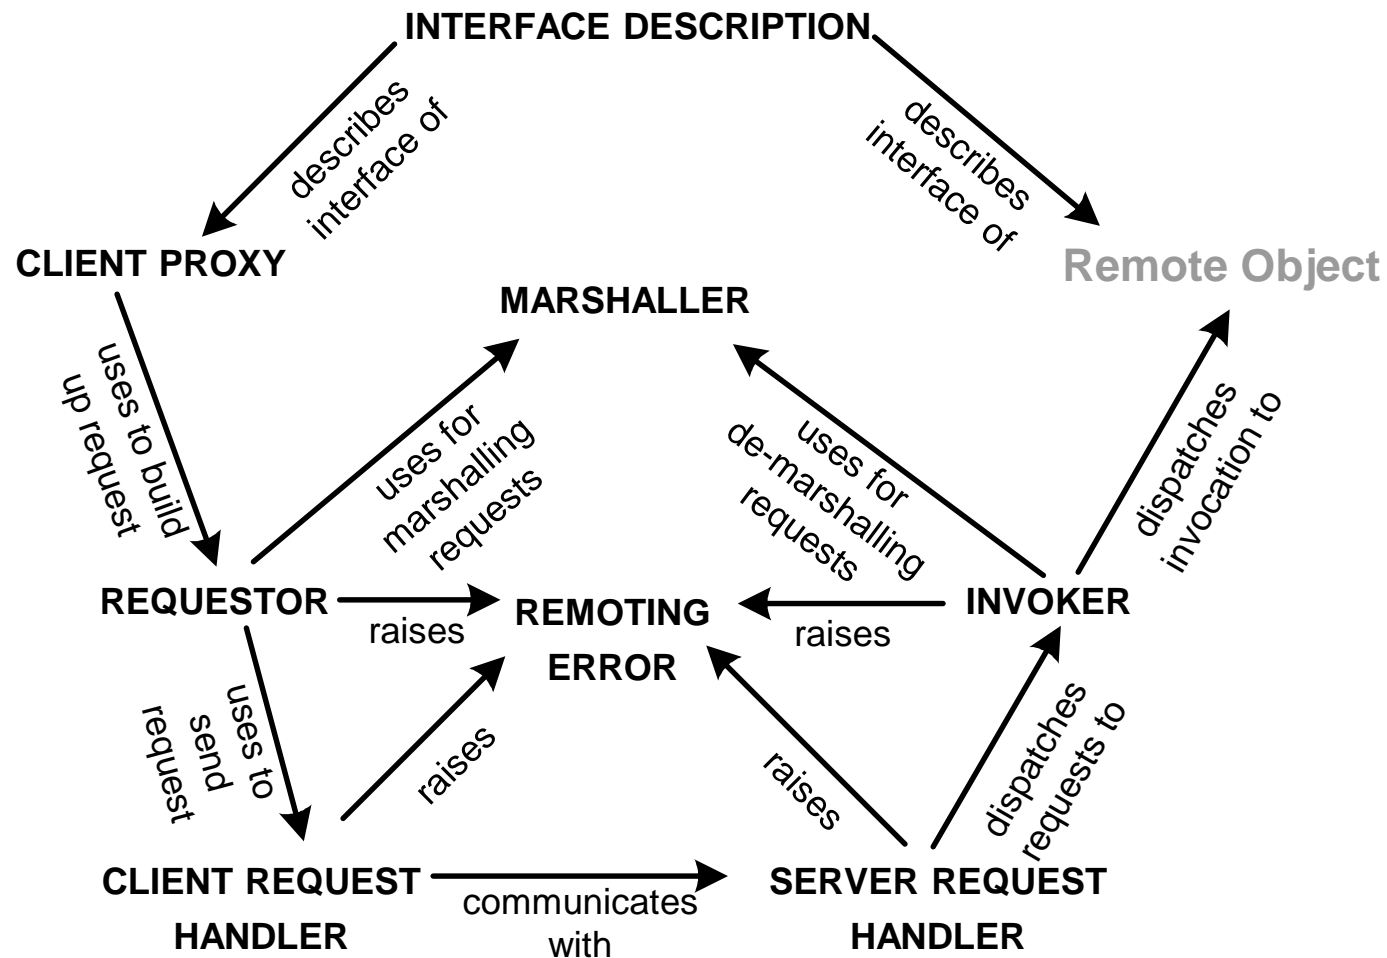 INTERFACE DESCRIPTION
describes
interface of
describes
interface of
CLIENT PROXY
Remote Object
MARSHALLER
uses to build
up request
uses for
marshalling
requests
uses for
de-marshalling
requests
dispatches
invocation to
REQUESTOR
raises
REMOTING
ERROR
raises
INVOKER
uses to
send
request
raises
raises
dispatches
requests to
CLIENT REQUEST
HANDLER
communicates
with
SERVER REQUEST
HANDLER